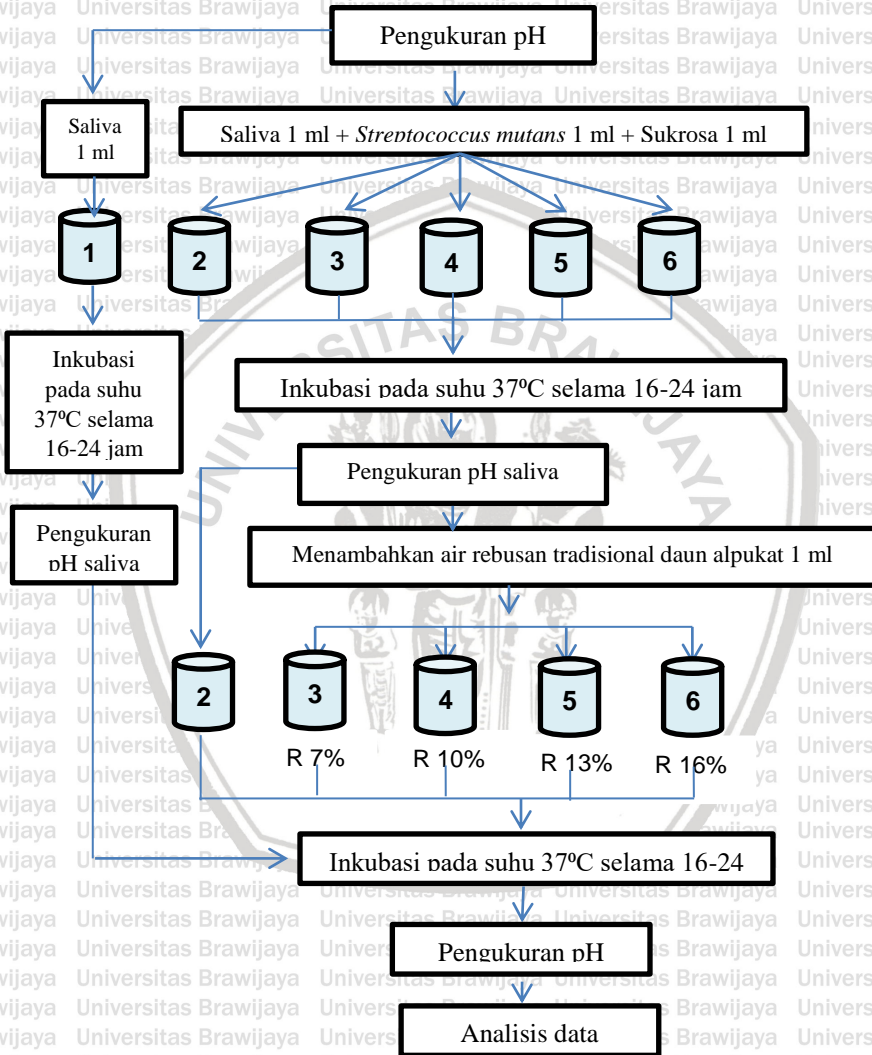 Pengukuran pH
Saliva
1 ml
Saliva 1 ml + Streptococcus mutans 1 ml + Sukrosa 1 ml
1
2
3
4
5
6
Inkubasi
pada suhu
37ºC selama
16-24 jam
Inkubasi pada suhu 37ºC selama 16-24 jam
Pengukuran pH saliva
Pengukuran
pH saliva
Menambahkan air rebusan tradisional daun alpukat 1 ml
2
3
4
5
6
R 7%
R 10%
R 13%
R 16%
Inkubasi pada suhu 37ºC selama 16-24
Pengukuran pH
Analisis data
UNIVERSITAS BRAWIJAYA